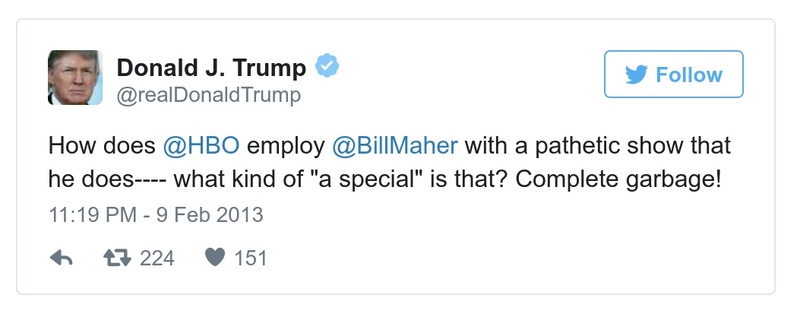 Donald J. Trump
@realDonaldTrump
Follow
How does @HBO employ @BillMaher with a pathetic show that
he does---- what kind of "a special" is that? Complete garbage!
11:19 PM - 9 Feb 2013
224 151